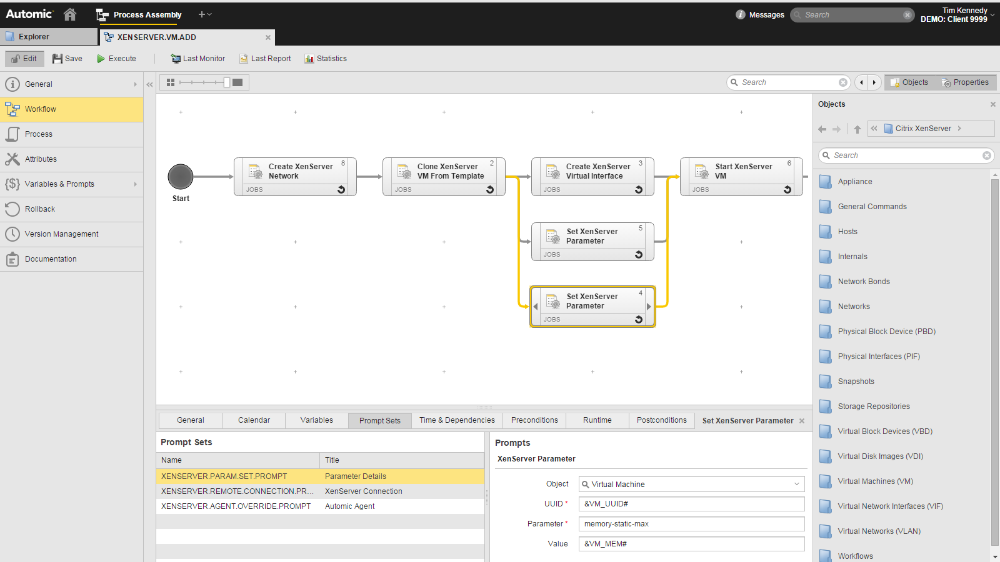 Automic
Process Assembly
Messages
Search
Tim Kennedy
DEMO: Client 9999
Explorer
XENSERVER.VM.ADD
Edit
Save
Execute
Last Monitor
Last Report
Statistics
General
Workflow
Process
Attributes
{$}
Variables & Prompts
Rollback
Version Management
Documentation
Search
Objects
Properties
Start
Create XenServer
Network
8
JOBS
Clone XenServer
VM From Template
2
JOBS
Create XenServer
Virtual Interface
3
JOBS
Start XenServer
VM
6
JOBS
Set XenServer
Parameter
5
JOBS
Set XenServer
Parameter
4
JOBS
Objects
Citrix XenServer
Search
Appliance
General Commands
Hosts
Internals
Network Bonds
Networks
Physical Block Device (PBD)
Physical Interfaces (PIF)
Snapshots
Storage Repositories
Virtual Block Devices (VBD)
Virtual Disk Images (VDI)
Virtual Machines (VM)
Virtual Network Interfaces (VIF)
Virtual Networks (VLAN)
Workflows
General
Calendar
Variables
Prompt Sets
Time & Dependencies
Preconditions
Runtime
Postconditions
Set XenServer Parameter
Prompt Sets
Name
Title
XENSERVER.PARAM.SET.PROMPT
Parameter Details
XENSERVER.REMOTE.CONNECTION.PR...
XenServer Connection
XENSERVER.AGENT.OVERRIDE.PROMPT
Automic Agent
Prompts
XenServer Parameter
Object
Virtual Machine
UUID *
&VM_UUID#
Parameter *
memory-static-max
Value
&VM_MEM#